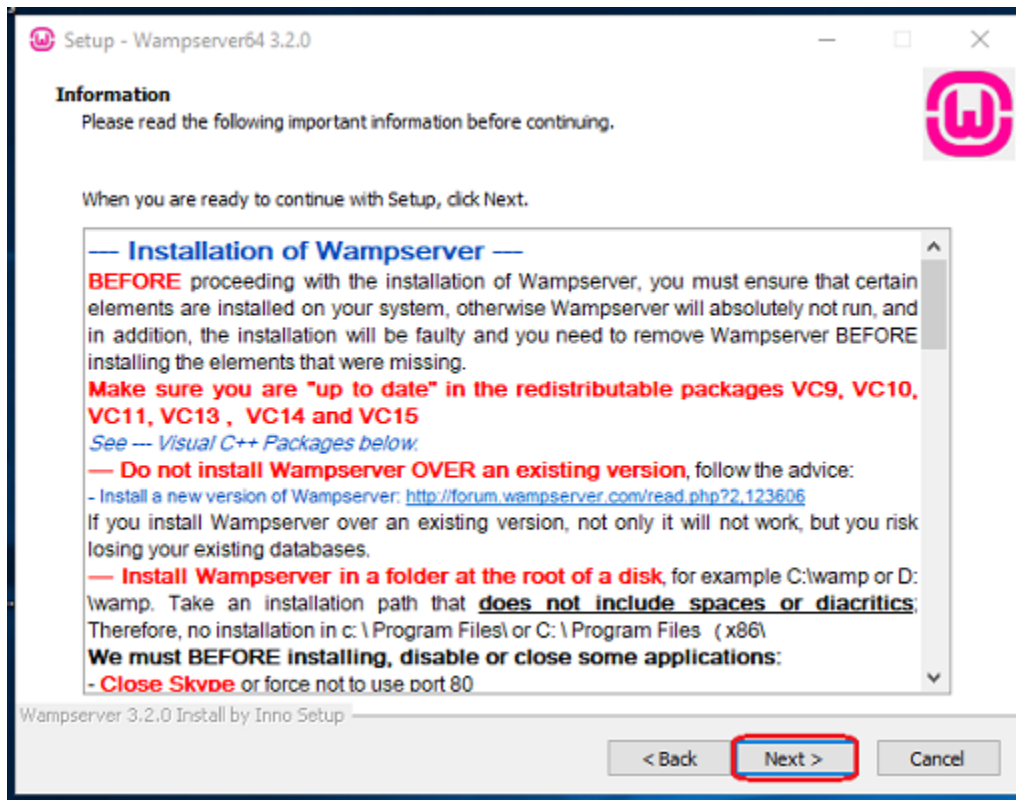 Setup - Wampserver64 3.2.0
Information
Please read the following important information before continuing.
When you are ready to continue with Setup, click Next.
--- Installation of Wampserver ---
BEFORE proceeding with the installation of Wampserver, you must ensure that certain
elements are installed on your system, otherwise Wampserver will absolutely not run, and
in addition, the installation will be faulty and you need to remove Wampserver BEFORE
installing the elements that were missing.
Make sure you are "up to date" in the redistributable packages VC9, VC10,
VC11, VC13 , VC14 and VC15
See --- Visual C++ Packages below.
— Do not install Wampserver OVER an existing version, follow the advice:
- Install a new version of Wampserver: http://forum.wampserver.com/read.php?2,123606
If you install Wampserver over an existing version, not only it will not work, but you risk
losing your existing databases.
— Install Wampserver in a folder at the root of a disk, for example C:\wamp or D:
\wamp. Take an installation path that does not include spaces or diacritics;
Therefore, no installation in c: \ Program Files\ or C: \ Program Files ( x86\
We must BEFORE installing, disable or close some applications:
- Close Skype or force not to use port 80
Wampserver 3.2.0 Install by Inno Setup
< Back
Next >
Cancel